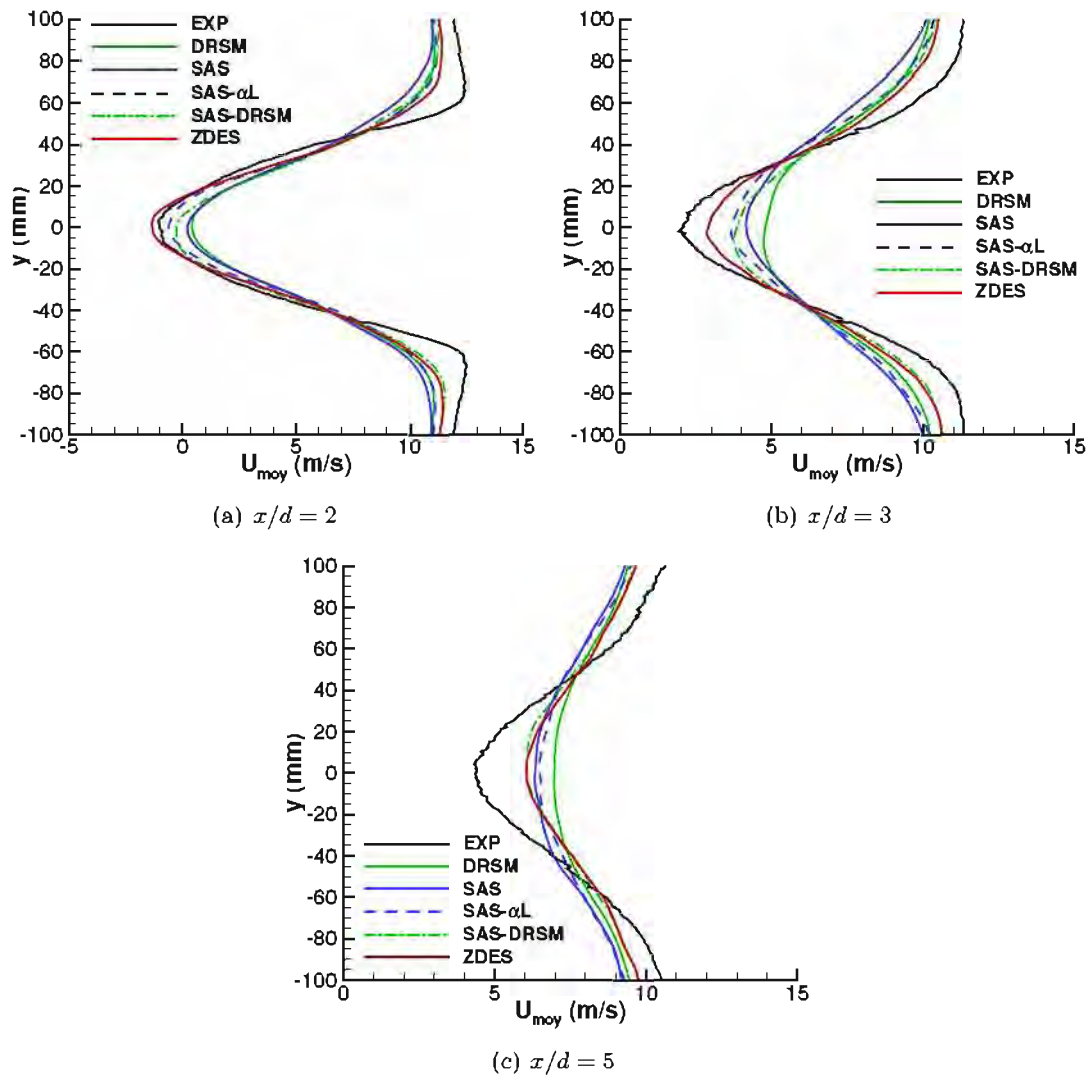 100
80
60
40
20
0
-20
-40
-60
-80
-100
y (mm)
EXP
DRSM
SAS
SAS-αL
SAS-DRSM
ZDES
-5 0 5 10 15
Umoy (m/s)
(a) x/d = 2
100
80
60
40
20
0
-20
-40
-60
-80
-100
y (mm)
EXP
DRSM
SAS
SAS-αL
SAS-DRSM
ZDES
0 5 10 15
Umoy (m/s)
(b) x/d = 3
100
80
60
40
20
0
-20
-40
-60
-80
-100
y (mm)
EXP
DRSM
SAS
SAS-αL
SAS-DRSM
ZDES
0 5 10 15
Umoy (m/s)
(c) x/d = 5